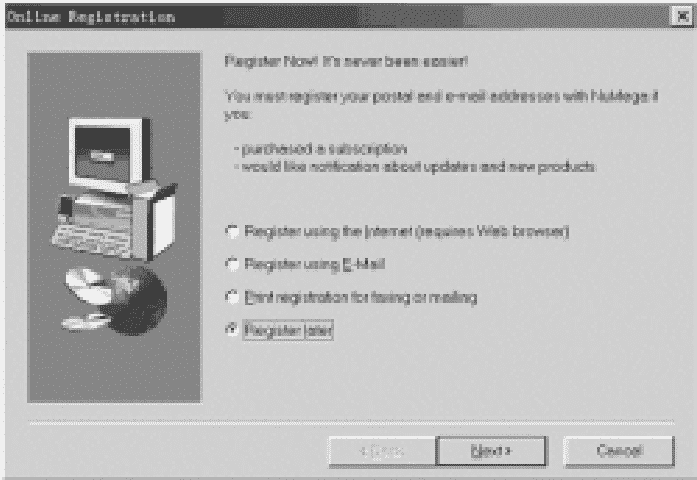 OnLine Registration
Register Now! It's never been easier!
You must register your postal and e-mail addresses with NuMega if
you:
- purchased a subscription
- would like notification about updates and new products
Register using the Internet (requires Web browser)
Register using E-Mail
Print registration for faxing or mailing
Register later
< Back
Next >
Cancel